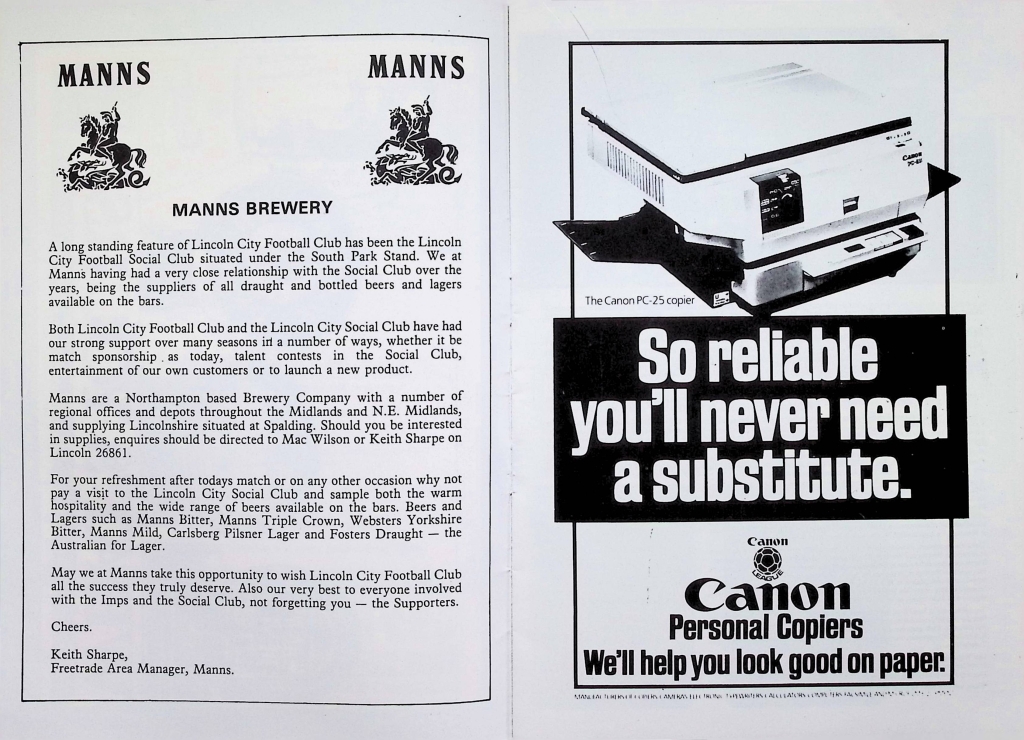 MANNS
MANNS
MANNS BREWERY
A long standing feature of Lincoln City Football Club has been the Lincoln
City Football Social Club situated under the South Park Stand. We at
Manns having had a very close relationship with the Social Club over the
years, being the suppliers of all draught and bottled beers and lagers
available on the bars.
Both Lincoln City Football Club and the Lincoln City Social Club have had
our strong support over many seasons in a number of ways, whether it be
match sponsorship as today, talent contests in the Social Club,
entertainment of our own customers or to launch a new product.
Manns are a Northampton based Brewery Company with a number of
regional offices and depots throughout the Midlands and N.E. Midlands,
and supplying Lincolnshire situated at Spalding. Should you be interested
in supplies, enquires should be directed to Mac Wilson or Keith Sharpe on
Lincoln 26861.
For your refreshment after todays match or on any other occasion why not
pay a visit to the Lincoln City Social Club and sample both the warm
hospitality and the wide range of beers available on the bars. Beers and
Lagers such as Manns Bitter, Manns Triple Crown, Websters Yorkshire
Bitter, Manns Mild, Carlsberg Pilsner Lager and Fosters Draught — the
Australian for Lager.
May we at Manns take this opportunity to wish Lincoln City Football Club
all the success they truly deserve. Also our very best to everyone involved
with the Imps and the Social Club, not forgetting you — the Supporters.
Cheers.
Keith Sharpe,
Freetrade Area Manager, Manns.
Canon
The Canon PC-25 copier
So reliable
you'll never need
a substitute.
Canon
LEAGUE
Canon
Personal Copiers
We'll help you look good on paper.
MANUFACTURERS OF COPIERS CAMERAS ELECTRONIC TYPEWRITERS CALCULATORS COMPUTERS FACSIMILE AND